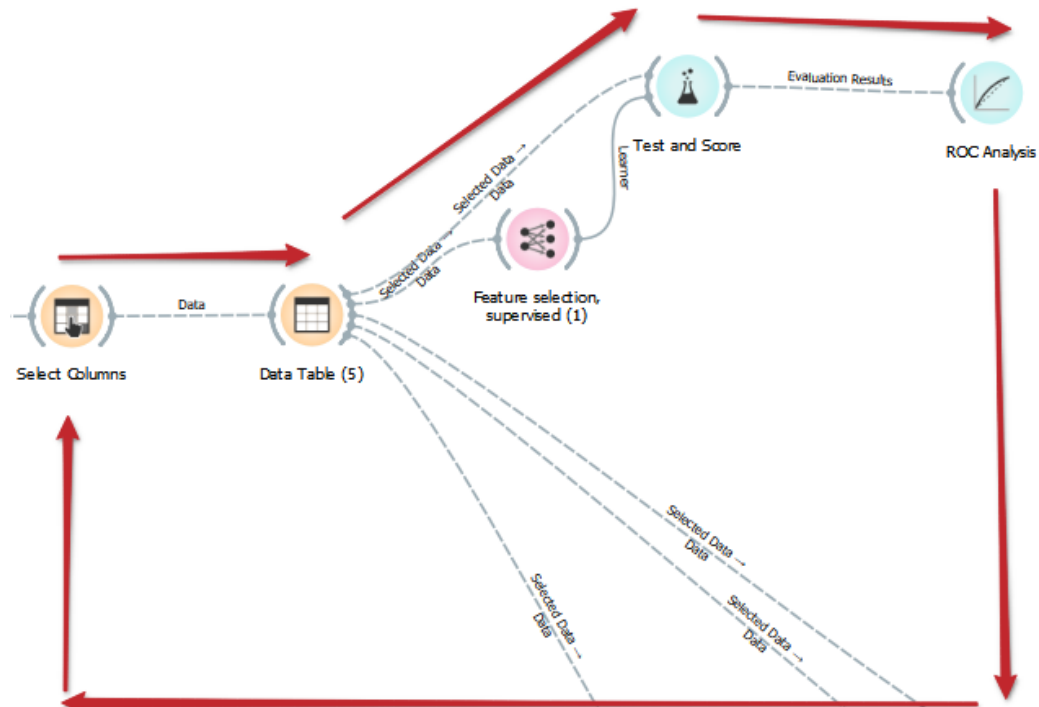 Evaluation Results
Test and Score
ROC Analysis
Learner
Selected Data →
Data
Selected Data →
Data
Feature selection,
supervised (1)
Data
Select Columns
Data Table (5)
Selected Data →
Data
Selected Data →
Data
Selected Data →
Data